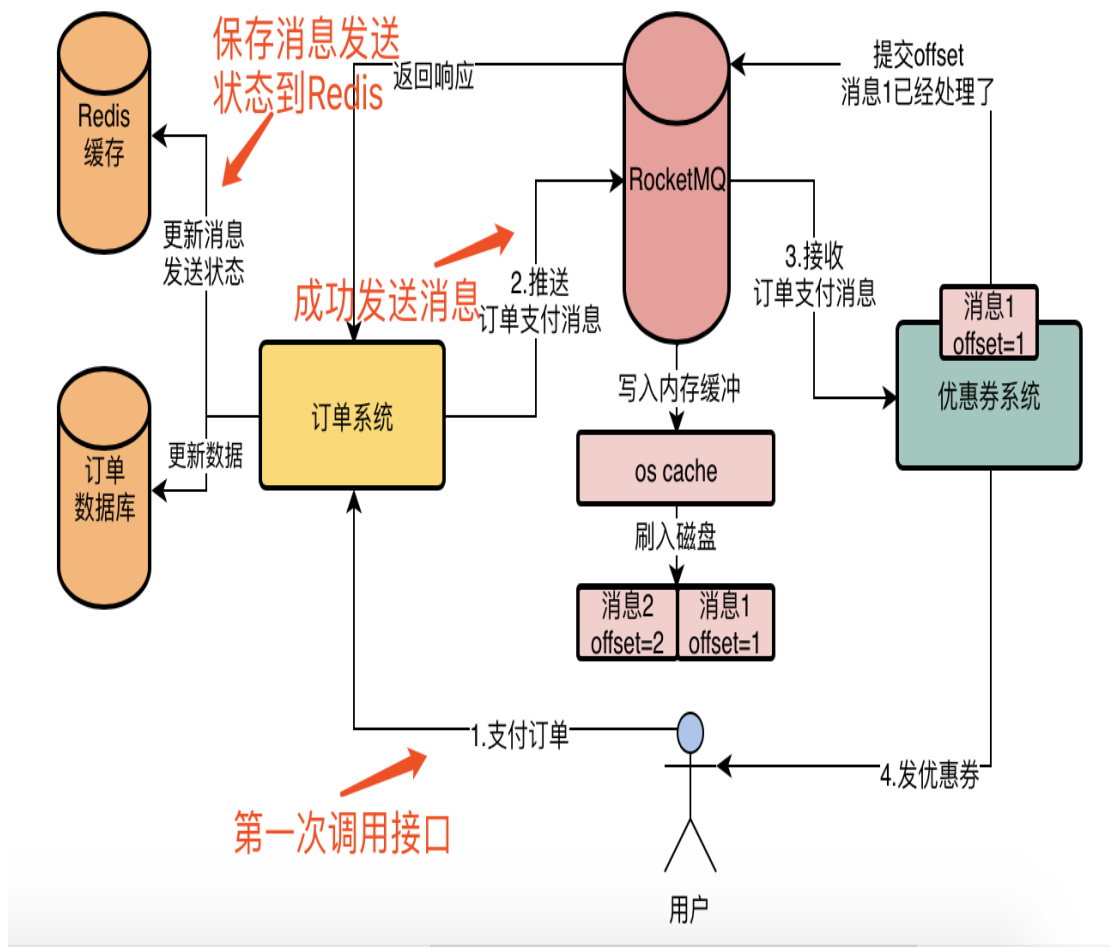 保存消息发送
状态到Redis
返回响应
提交offset
消息1已经处理了
Redis
缓存
RocketMQ
更新消息
发送状态
成功发送消息
2.推送
订单支付消息
3.接收
订单支付消息
消息1
offset=1
优惠券系统
订单系统
写入内存缓冲
os cache
更新数据
订单
数据库
刷入磁盘
消息2
offset=2
消息1
offset=1
1.支付订单
4.发优惠券
第一次调用接口
用户